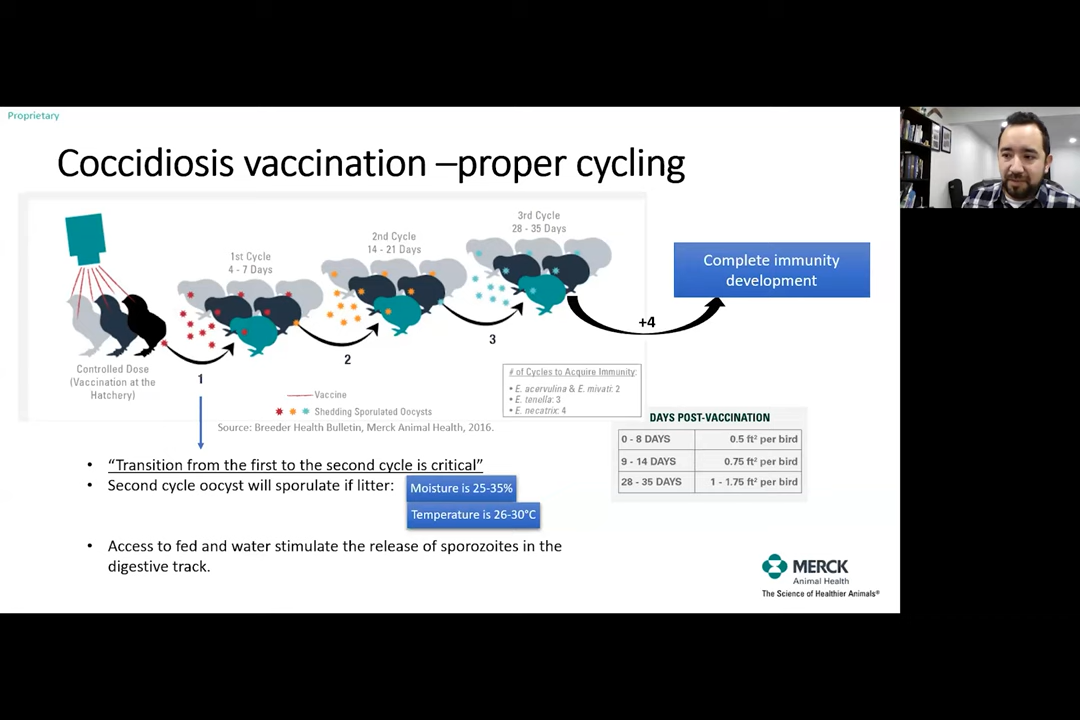 Proprietary
Coccidiosis vaccination –proper cycling
3rd Cycle
28 - 35 Days
2nd Cycle
14 - 21 Days
1st Cycle
4 - 7 Days
Complete immunity
development
+4
3
2
1
Controlled Dose
(Vaccination at the
Hatchery)
# of Cycles to Acquire Immunity:
• E. acervulina & E. mivati: 2
• E. tenella: 3
• E. necatrix: 4
Vaccine
Shedding Sporulated Oocysts
Source: Breeder Health Bulletin, Merck Animal Health, 2016.
DAYS POST-VACCINATION
0 - 8 DAYS 0.5 ft² per bird
9 - 14 DAYS 0.75 ft² per bird
28 - 35 DAYS 1 - 1.75 ft² per bird
• “Transition from the first to the second cycle is critical”
• Second cycle oocyst will sporulate if litter:
Moisture is 25-35%
Temperature is 26-30°C
• Access to fed and water stimulate the release of sporozoites in the
digestive track.
MERCK
Animal Health
The Science of Healthier Animals®